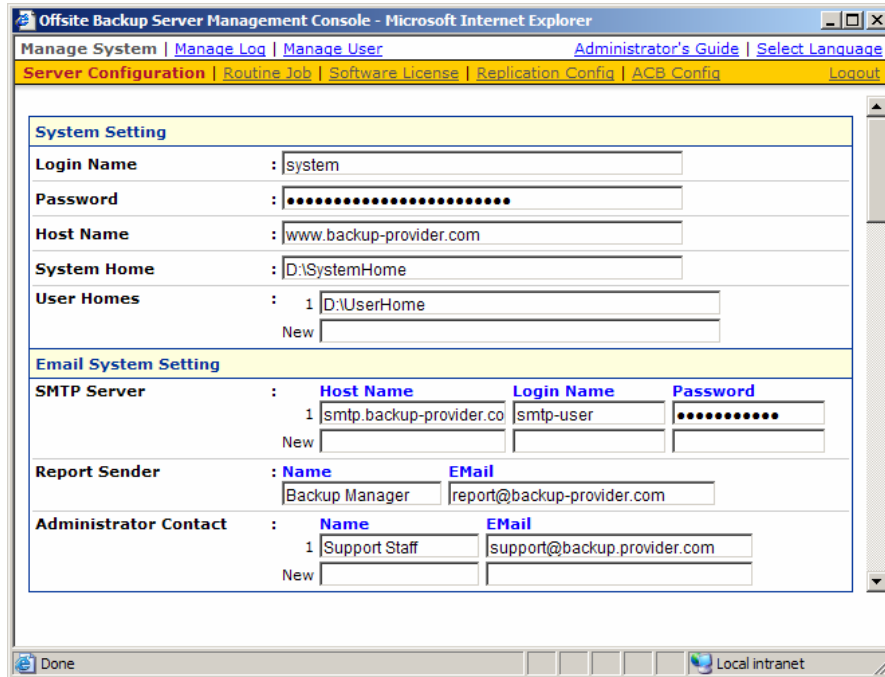 Offsite Backup Server Management Console - Microsoft Internet Explorer
Manage System | Manage Log | Manage User Administrator's Guide | Select Language
Server Configuration | Routine Job | Software License | Replication Config | ACB Config Logout
System Setting
Login Name : system
Password : ••••••••••••••••••••••••
Host Name : www.backup-provider.com
System Home : D:\SystemHome
User Homes : 1 D:\UserHome
New
Email System Setting
SMTP Server : Host Name Login Name Password
1 smtp.backup-provider.co smtp-user •••••••••••
New
Report Sender : Name EMail
Backup Manager report@backup-provider.com
Administrator Contact : Name EMail
1 Support Staff support@backup.provider.com
New
Done Local intranet